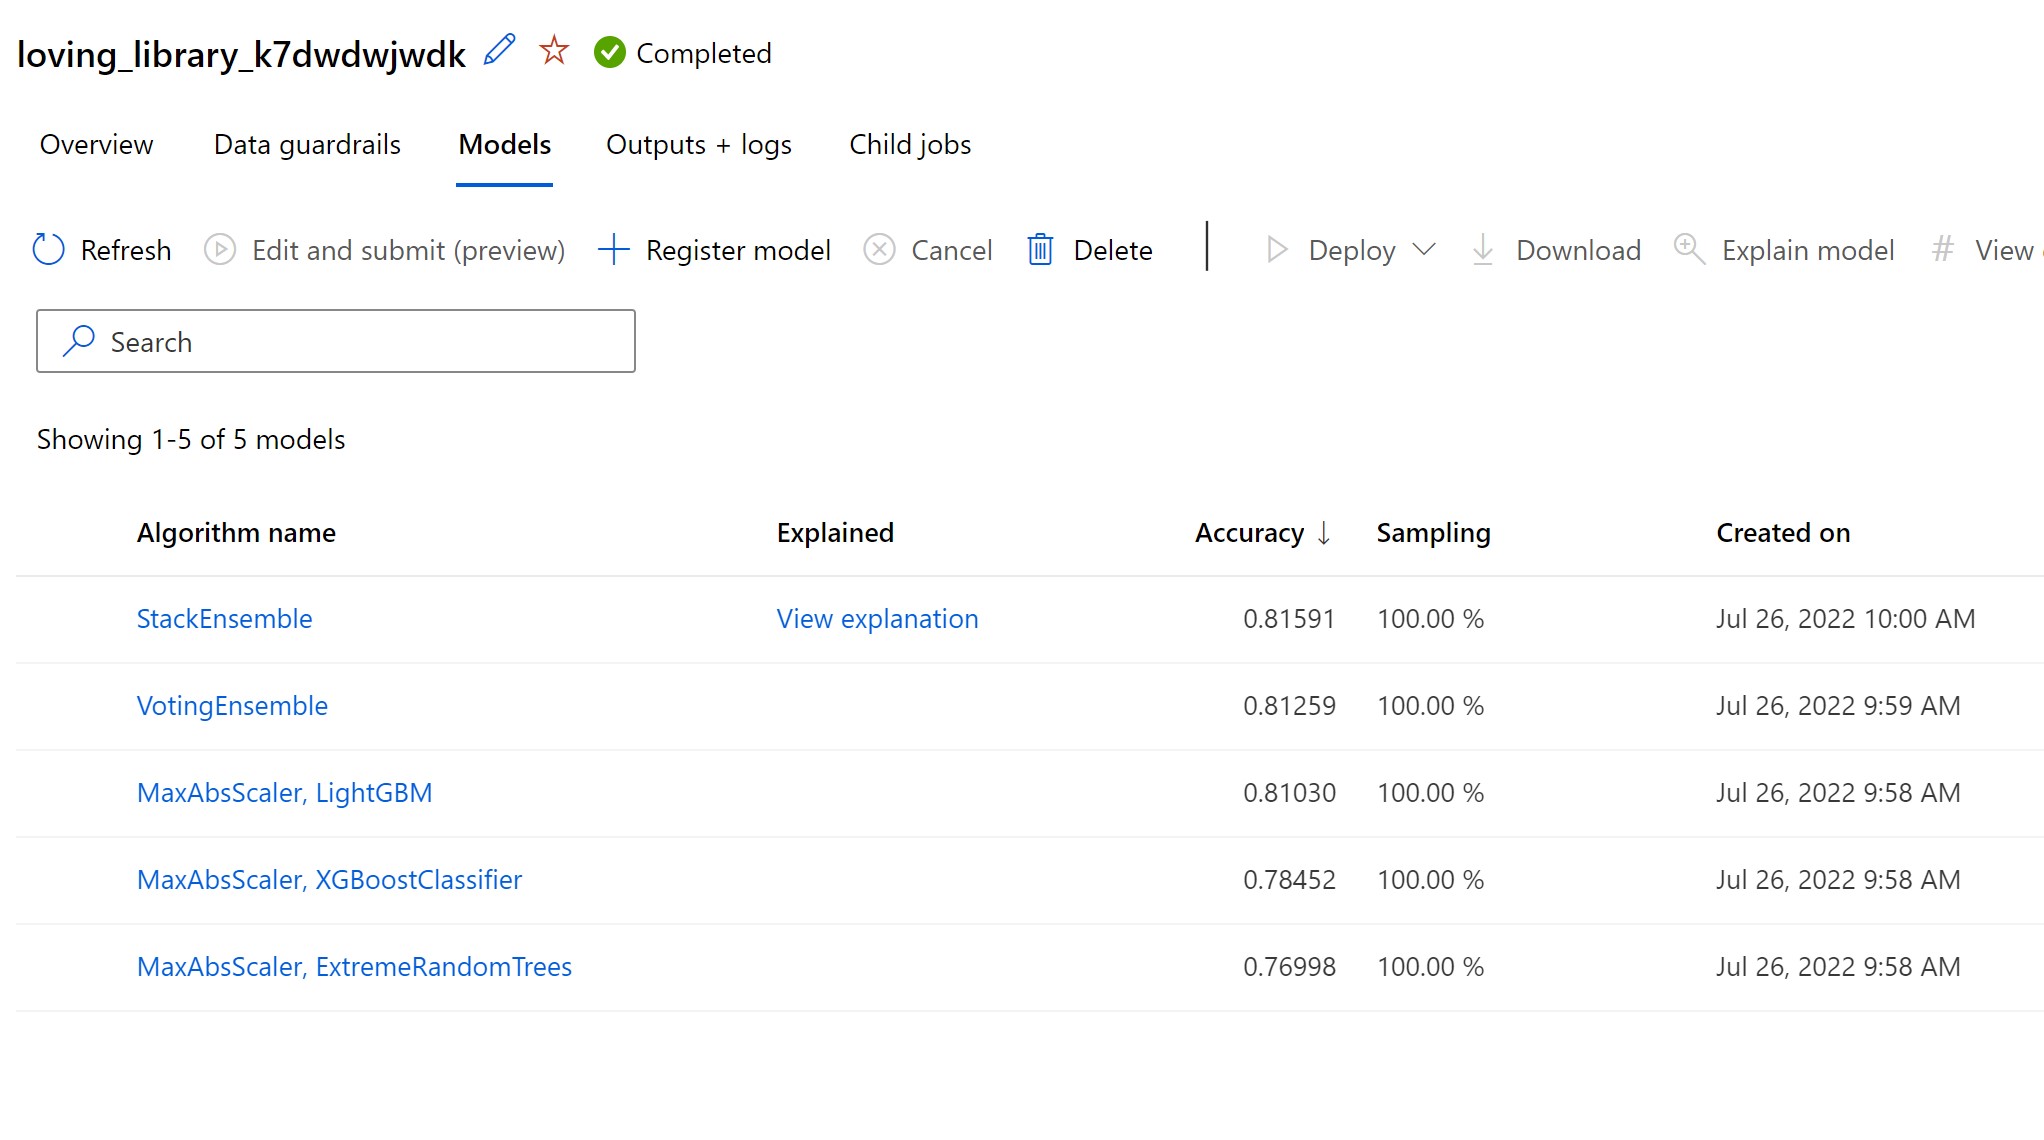 loving_library_k7dwdwjwdk Completed
Overview Data guardrails Models Outputs + logs Child jobs
Refresh Edit and submit (preview) Register model Cancel Delete Deploy Download Explain model # View
Search
Showing 1-5 of 5 models
Algorithm name Explained Accuracy ↓ Sampling Created on
StackEnsemble View explanation 0.81591 100.00 % Jul 26, 2022 10:00 AM
VotingEnsemble 0.81259 100.00 % Jul 26, 2022 9:59 AM
MaxAbsScaler, LightGBM 0.81030 100.00 % Jul 26, 2022 9:58 AM
MaxAbsScaler, XGBoostClassifier 0.78452 100.00 % Jul 26, 2022 9:58 AM
MaxAbsScaler, ExtremeRandomTrees 0.76998 100.00 % Jul 26, 2022 9:58 AM